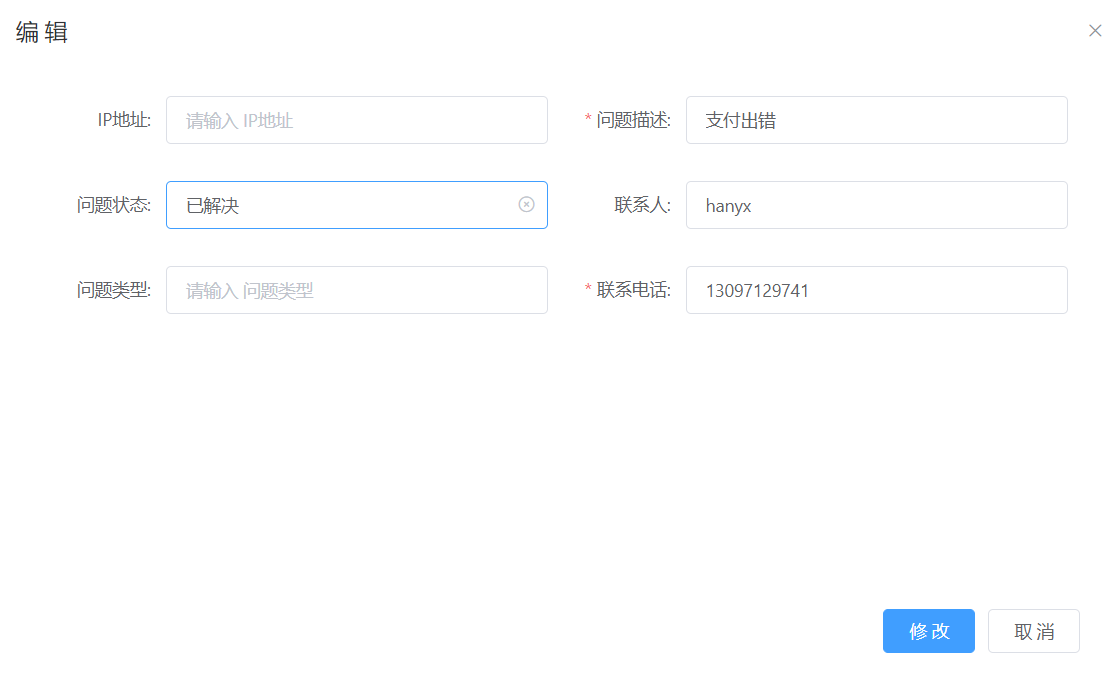 编辑
IP地址: 请输入 IP地址
* 问题描述: 支付出错
问题状态: 已解决
联系人: hanyx
问题类型: 请输入 问题类型
* 联系电话: 13097129741
修改 取消